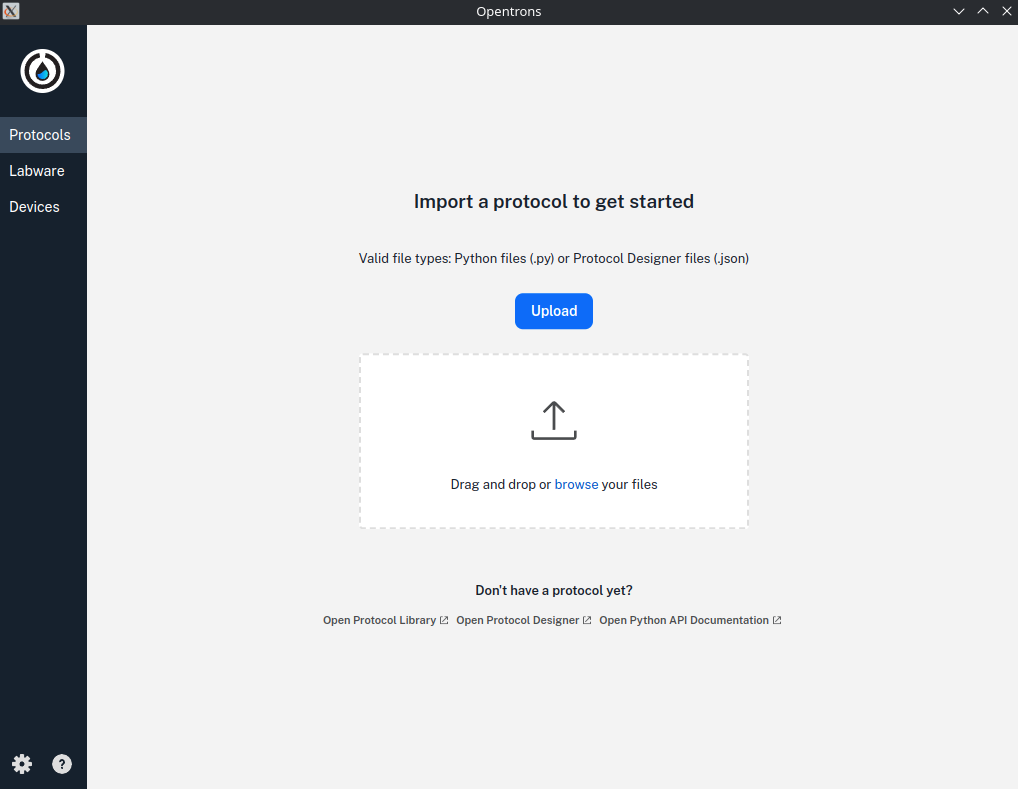 Opentrons
Protocols
Labware
Devices
Import a protocol to get started
Valid file types: Python files (.py) or Protocol Designer files (.json)
Upload
Drag and drop or browse your files
Don't have a protocol yet?
Open Protocol Library Open Protocol Designer Open Python API Documentation
?